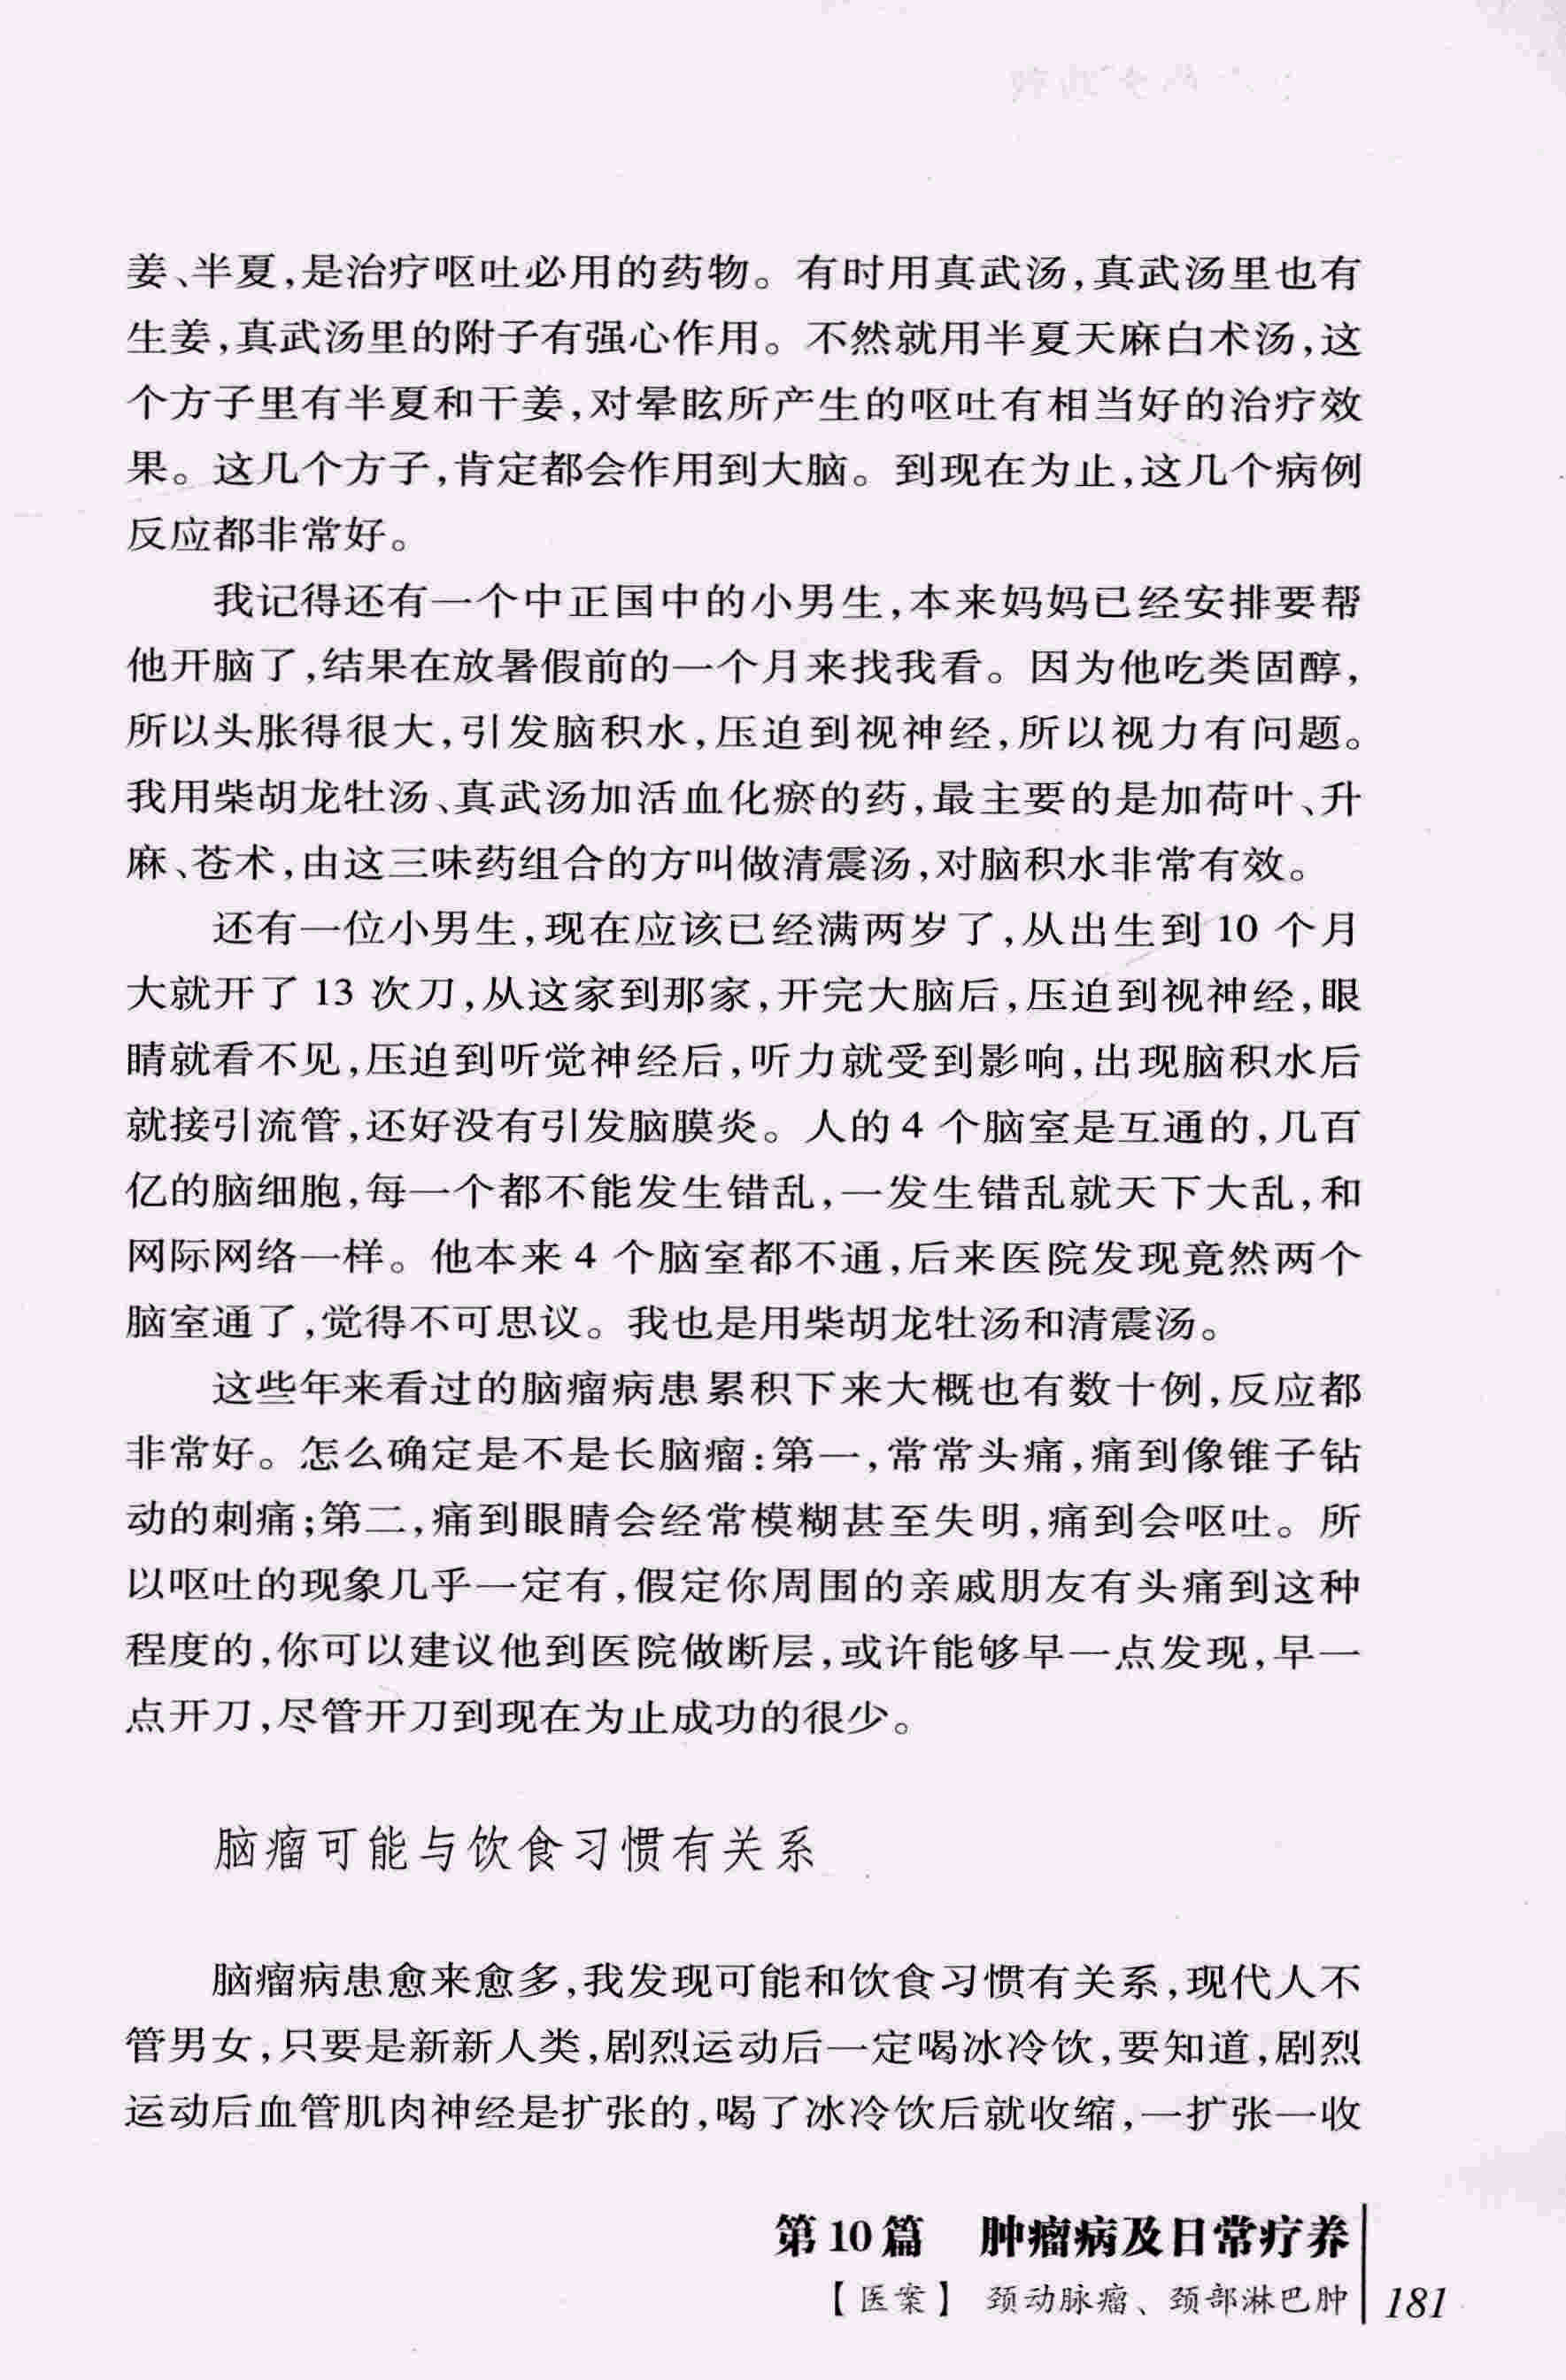 姜、半夏,是治疗呕吐必用的药物。有时用真武汤,真武汤里也有
生姜,真武汤里的附子有强心作用。不然就用半夏天麻白术汤,这
个方子里有半夏和干姜,对晕眩所产生的呕吐有相当好的治疗效
果。这几个方子,肯定都会作用到大脑。到现在为止,这几个病例
反应都非常好。
我记得还有一个中正国中的小男生,本来妈妈已经安排要帮
他开脑了,结果在放暑假前的一个月来找我看。因为他吃类固醇,
所以头胀得很大,引发脑积水,压迫到视神经,所以视力有问题。
我用柴胡龙牡汤、真武汤加活血化瘀的药,最主要的是加荷叶、升
麻、苍术,由这三味药组合的方叫做清震汤,对脑积水非常有效。
还有一位小男生,现在应该已经满两岁了,从出生到 10 个月
大就开了 13 次刀,从这家到那家,开完大脑后,压迫到视神经,眼
睛就看不见,压迫到听觉神经后,听力就受到影响,出现脑积水后
就接引流管,还好没有引发脑膜炎。人的 4 个脑室是互通的,几百
亿的脑细胞,每一个都不能发生错乱,一发生错乱就天下大乱,和
网际网络一样。他本来 4 个脑室都不通,后来医院发现竟然两个
脑室通了,觉得不可思议。我也是用柴胡龙牡汤和清震汤。
这些年来看过的脑瘤病患累积下来大概也有数十例,反应都
非常好。怎么确定是不是长脑瘤:第一,常常头痛,痛到像锥子钻
动的刺痛;第二,痛到眼睛会经常模糊甚至失明,痛到会呕吐。所
以呕吐的现象几乎一定有,假定你周围的亲戚朋友有头痛到这种
程度的,你可以建议他到医院做断层,或许能够早一点发现,早一
点开刀,尽管开刀到现在为止成功的很少。
脑瘤可能与饮食习惯有关系
脑瘤病患愈来愈多,我发现可能和饮食习惯有关系,现代人不
管男女,只要是新新人类,剧烈运动后一定喝冰冷饮,要知道,剧烈
运动后血管肌肉神经是扩张的,喝了冰冷饮后就收缩,一扩张一收
第10篇 肿瘤病及日常疗养
【医案】 颈动脉瘤、颈部淋巴肿 181